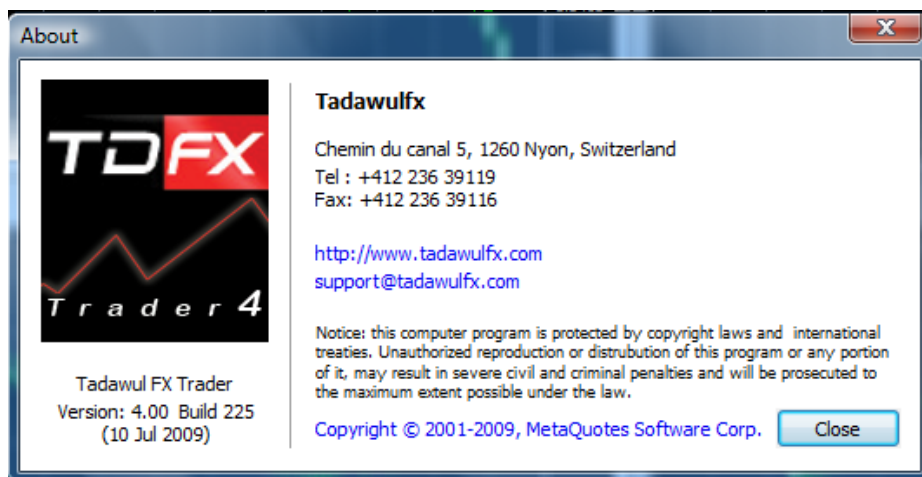 About
TDFX
Trader 4
Tadawul FX Trader
Version: 4.00 Build 225
(10 Jul 2009)
Tadawulfx
Chemin du canal 5, 1260 Nyon, Switzerland
Tel : +412 236 39119
Fax: +412 236 39116
http://www.tadawulfx.com
support@tadawulfx.com
Notice: this computer program is protected by copyright laws and international
treaties. Unauthorized reproduction or distrubution of this program or any portion
of it, may result in severe civil and criminal penalties and will be prosecuted to
the maximum extent possible under the law.
Copyright © 2001-2009, MetaQuotes Software Corp.
Close